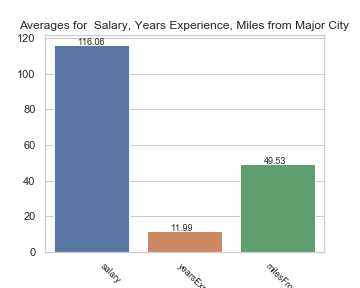 Averages for Salary, Years Experience, Miles from Major City
120
100
80
60
40
20
0
116.06
11.99
49.53
salary
yearsEx
milesFro